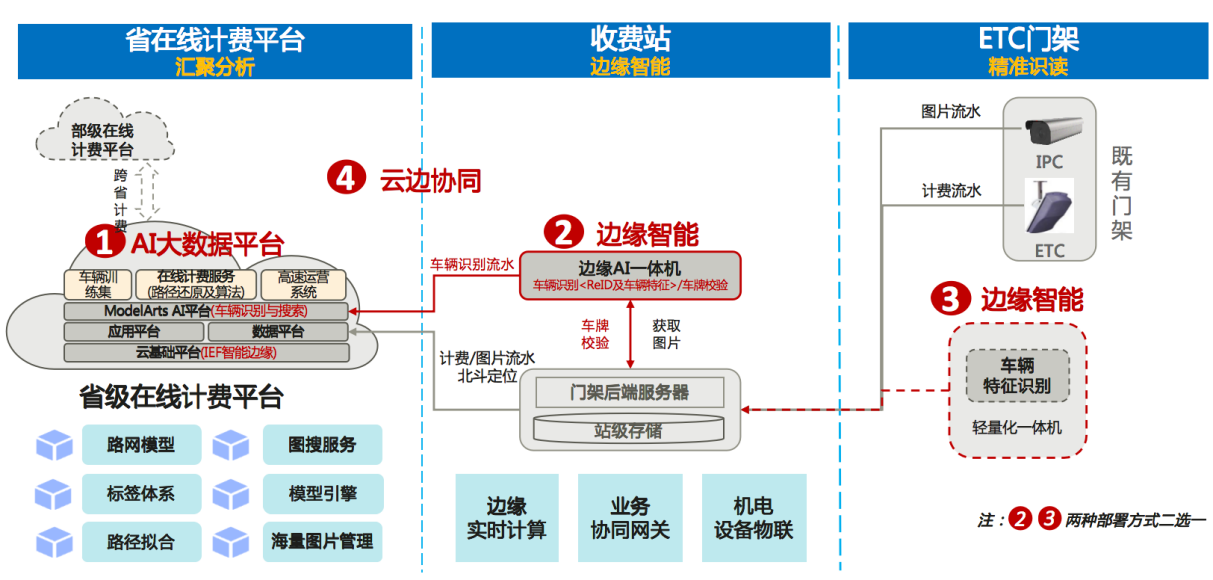 省在线计费平台
汇聚分析
收费站
边缘智能
ETC门架
精准识读
部级在线
计费平台
跨
省
计
费
1 AI大数据平台
车辆训
练集
在线计费服务
(路径还原及算法)
高速运营
系统
ModelArts AI平台(车辆识别与搜索)
应用平台
数据平台
云基础平台(IEF智能边缘)
省级在线计费平台
路网模型
图搜服务
标签体系
模型引擎
路径拟合
海量图片管理
4 云边协同
车辆识别流水
计费/图片流水
北斗定位
2 边缘智能
边缘AI一体机
车辆识别<ReID及车辆特征>/车牌校验
车牌
校验
获取
图片
门架后端服务器
站级存储
边缘
实时计算
业务
协同网关
机电
设备物联
图片流水
IPC
计费流水
ETC
既
有
门
架
3 边缘智能
车辆
特征识别
轻量化一体机
注：2 3 两种部署方式二选一